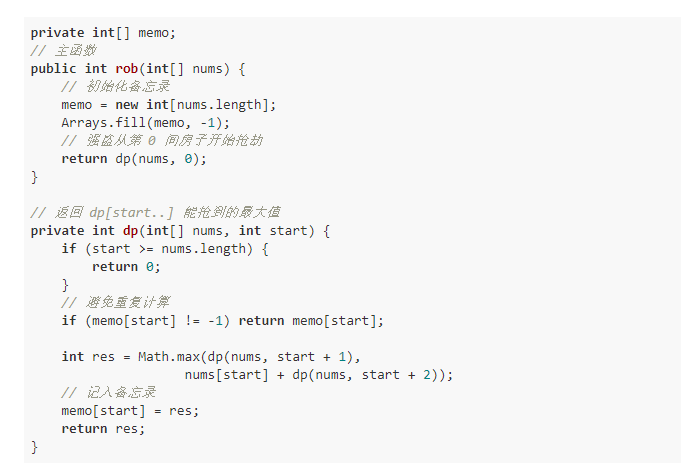 private int[] memo;
// 主函数
public int rob(int[] nums) {
    // 初始化备忘录
    memo = new int[nums.length];
    Arrays.fill(memo, -1);
    // 强盗从第 0 间房子开始抢劫
    return dp(nums, 0);
}

// 返回 dp[start..] 能抢到的最大值
private int dp(int[] nums, int start) {
    if (start >= nums.length) {
        return 0;
    }
    // 避免重复计算
    if (memo[start] != -1) return memo[start];

    int res = Math.max(dp(nums, start + 1),
                    nums[start] + dp(nums, start + 2));
    // 记入备忘录
    memo[start] = res;
    return res;
}